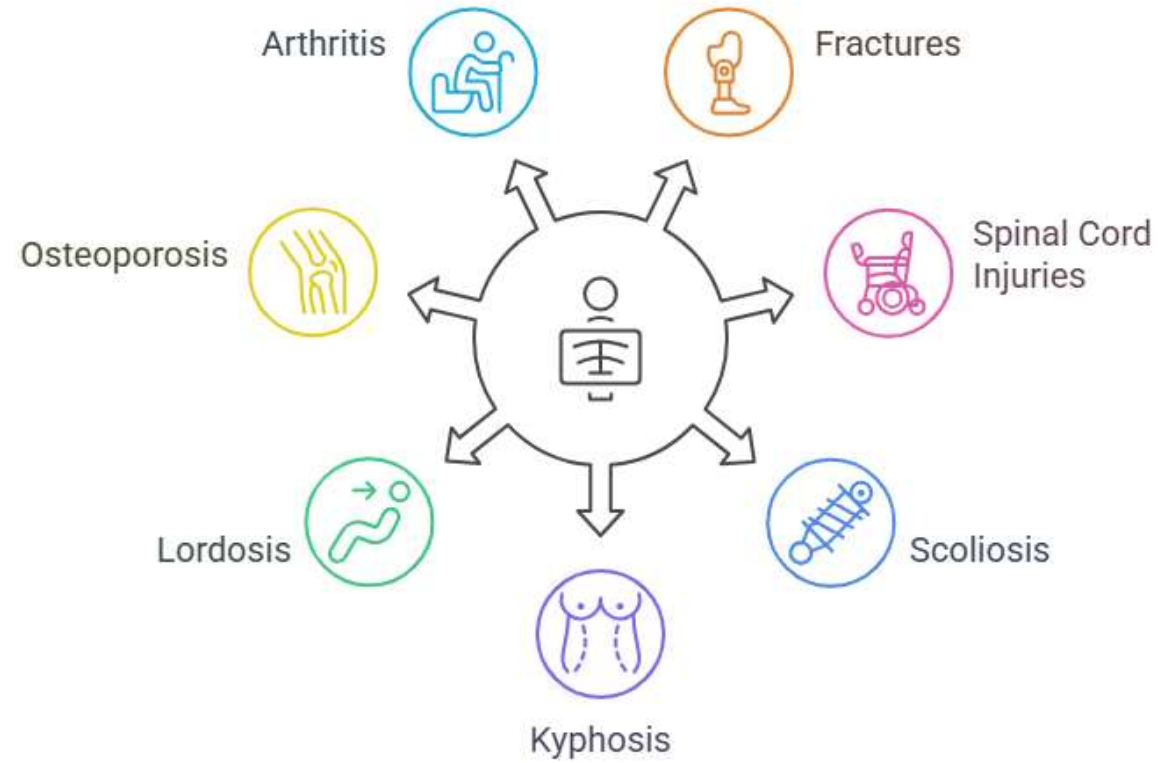 Arthritis
Fractures
Osteoporosis
Spinal Cord
Injuries
Lordosis
Scoliosis
Kyphosis